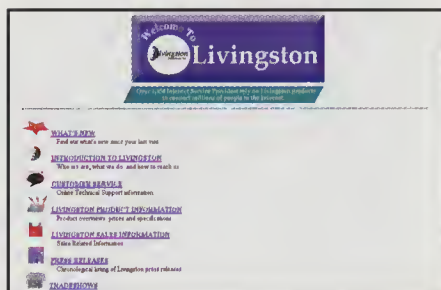 Welcome To
Livingston
Livingston
Over 1,400 Internet Service Providers rely on Livingston products
to connect millions of people to the Internet.
WHAT'S NEW
Find out what's new since your last visit
INTRODUCTION TO LIVINGSTON
Who we are, what we do and how to reach us
CUSTOMER SERVICE
Online Technical Support information
LIVINGSTON PRODUCT INFORMATION
Product overviews, prices and specifications
LIVINGSTON SALES INFORMATION
Sales Related Information
PRESS RELEASES
Chronological listing of Livingston press releases
TRADESHOWS